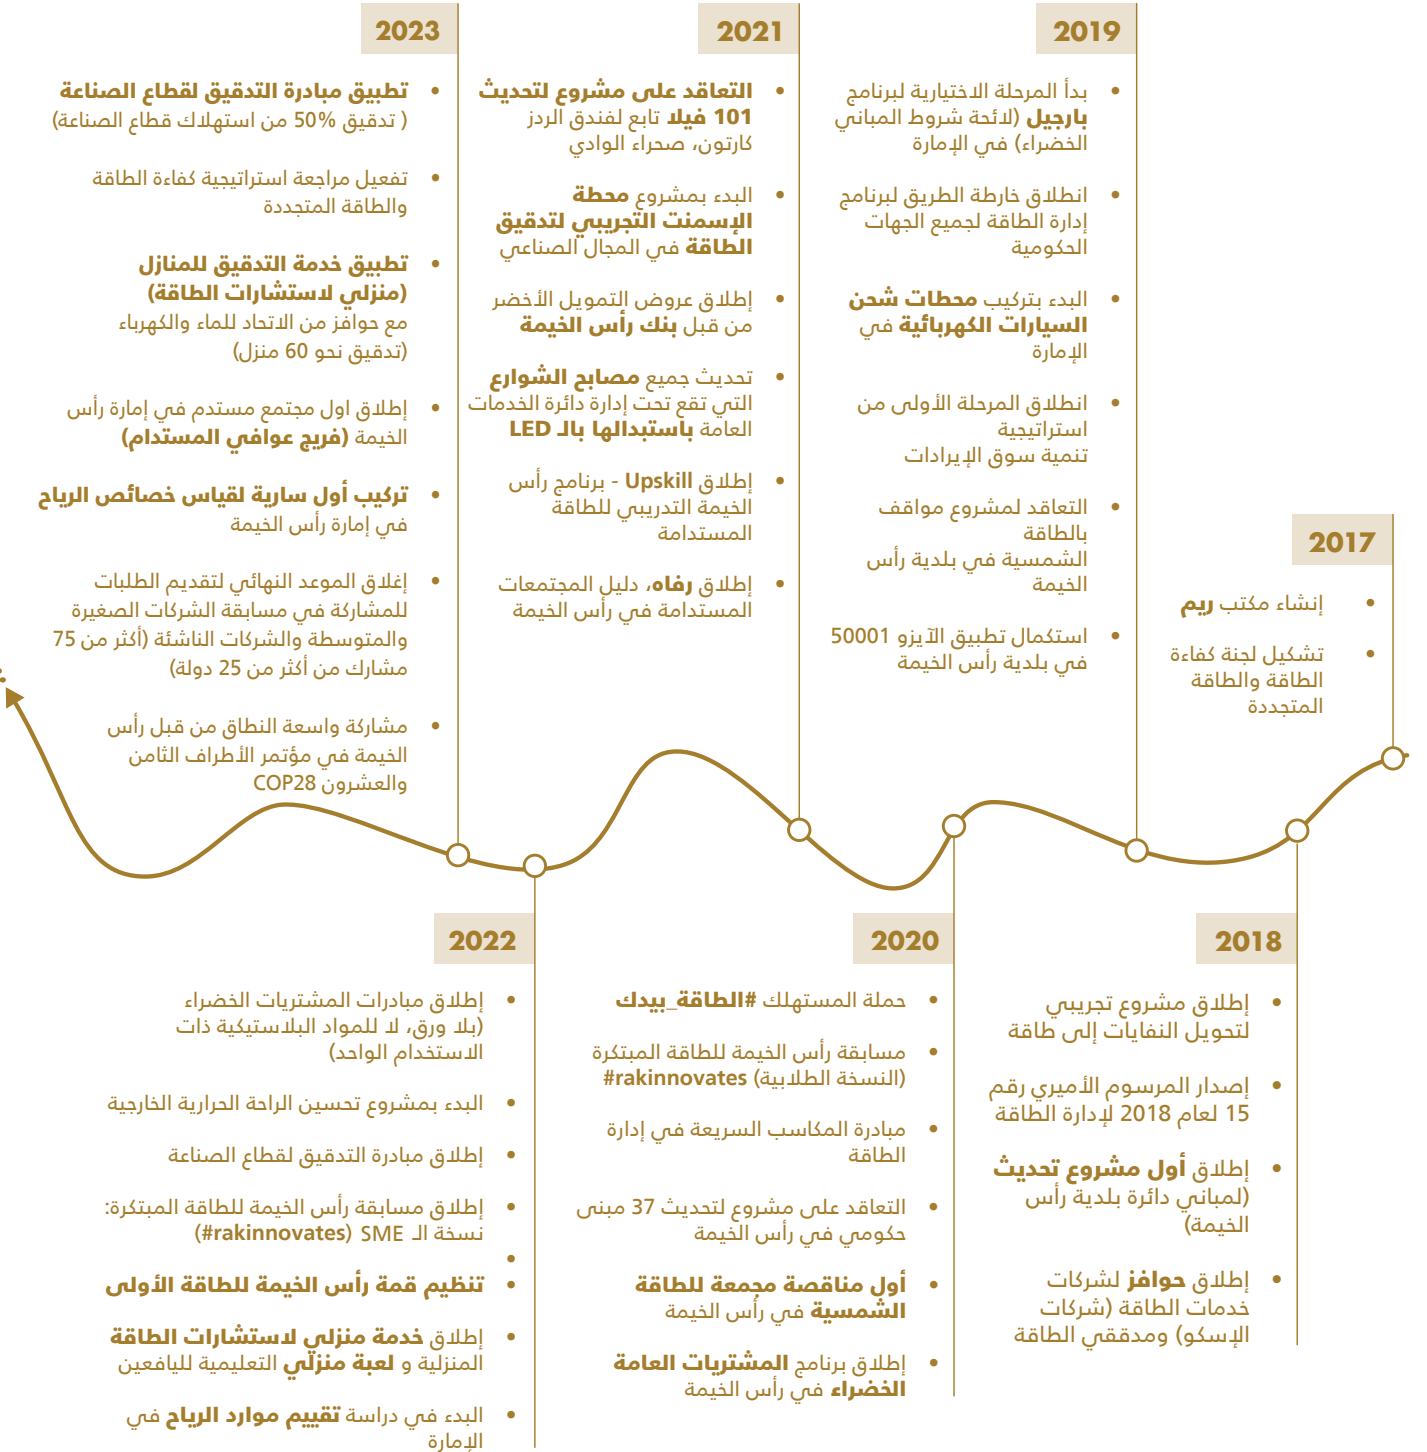 2017
إنشاء مكتب ريم
تشكيل لجنة كفاءة
الطاقة والطاقة
المتجددة
2018
إطلاق مشروع تجريبي
لتحويل النفايات إلى طاقة
إصدار المرسوم الأميري رقم
15 لعام 2018 لإدارة الطاقة
إطلاق أول مشروع تحديث
(لمباني دائرة بلدية رأس
الخيمة)
إطلاق حوافز لشركات
خدمات الطاقة (شركات
الإسكو) ومدققي الطاقة
2019
بدأ المرحلة الاختيارية لبرنامج
بارجيل (لائحة شروط المباني
الخضراء) في الإمارة
انطلاق خارطة الطريق لبرنامج
إدارة الطاقة لجميع الجهات
الحكومية
البدء بتركيب محطات شحن
السيارات الكهربائية في
الإمارة
انطلاق المرحلة الأولى من
استراتيجية
تنمية سوق الإيرادات
التعاقد لمشروع مواقف
بالطاقة
الشمسية في بلدية رأس
الخيمة
استكمال تطبيق الآيزو 50001
في بلدية رأس الخيمة
2020
حملة المستهلك #الطاقة_بيدك
مسابقة رأس الخيمة للطاقة المبتكرة
(النسخة الطلابية) rakinnovates#
مبادرة المكاسب السريعة في إدارة
الطاقة
التعاقد على مشروع لتحديث 37 مبنى
حكومي في رأس الخيمة
أول مناقصة مجمعة للطاقة
الشمسية في رأس الخيمة
إطلاق برنامج المشتريات العامة
الخضراء في رأس الخيمة
2021
التعاقد على مشروع لتحديث
101 فيلا تابع لفندق الردز
كارتون، صحراء الوادي
البدء بمشروع محطة
الإسمنت التجريبي لتدقيق
الطاقة في المجال الصناعي
إطلاق عروض التمويل الأخضر
من قبل بنك رأس الخيمة
تحديث جميع مصابح الشوارع
التي تقع تحت إدارة دائرة الخدمات
العامة باستبدالها بالـ LED
إطلاق Upskill - برنامج رأس
الخيمة التدريبي للطاقة
المستدامة
إطلاق رفاه، دليل المجتمعات
المستدامة في رأس الخيمة
2022
إطلاق مبادرات المشتريات الخضراء
(بلا ورق، لا للمواد البلاستيكية ذات
الاستخدام الواحد)
البدء بمشروع تحسين الراحة الحرارية الخارجية
إطلاق مبادرة التدقيق لقطاع الصناعة
إطلاق مسابقة رأس الخيمة للطاقة المبتكرة:
نسخة الـ SME (rakinnovates#)
تنظيم قمة رأس الخيمة للطاقة الأولى
إطلاق خدمة منزلي لاستشارات الطاقة
المنزلية و لعبة منزلي التعليمية لليافعين
البدء في دراسة تقييم موارد الرياح في
الإمارة
2023
تطبيق مبادرة التدقيق لقطاع الصناعة
( تدقيق 50% من استهلاك قطاع الصناعة)
تفعيل مراجعة استراتيجية كفاءة الطاقة
والطاقة المتجددة
تطبيق خدمة التدقيق للمنازل
(منزلي لاستشارات الطاقة)
مع حوافز من الاتحاد للماء والكهرباء
(تدقيق نحو 60 منزل)
إطلاق اول مجتمع مستدم في إمارة رأس
الخيمة (فريج عوافي المستدام)
تركيب أول سارية لقياس خصائص الرياح
في إمارة رأس الخيمة
إغلاق الموعد النهائي لتقديم الطلبات
للمشاركة في مسابقة الشركات الصغيرة
والمتوسطة والشركات الناشئة (أكثر من 75
مشارك من أكثر من 25 دولة)
مشاركة واسعة النطاق من قبل رأس
الخيمة في مؤتمر الأطراف الثامن
والعشرون COP28